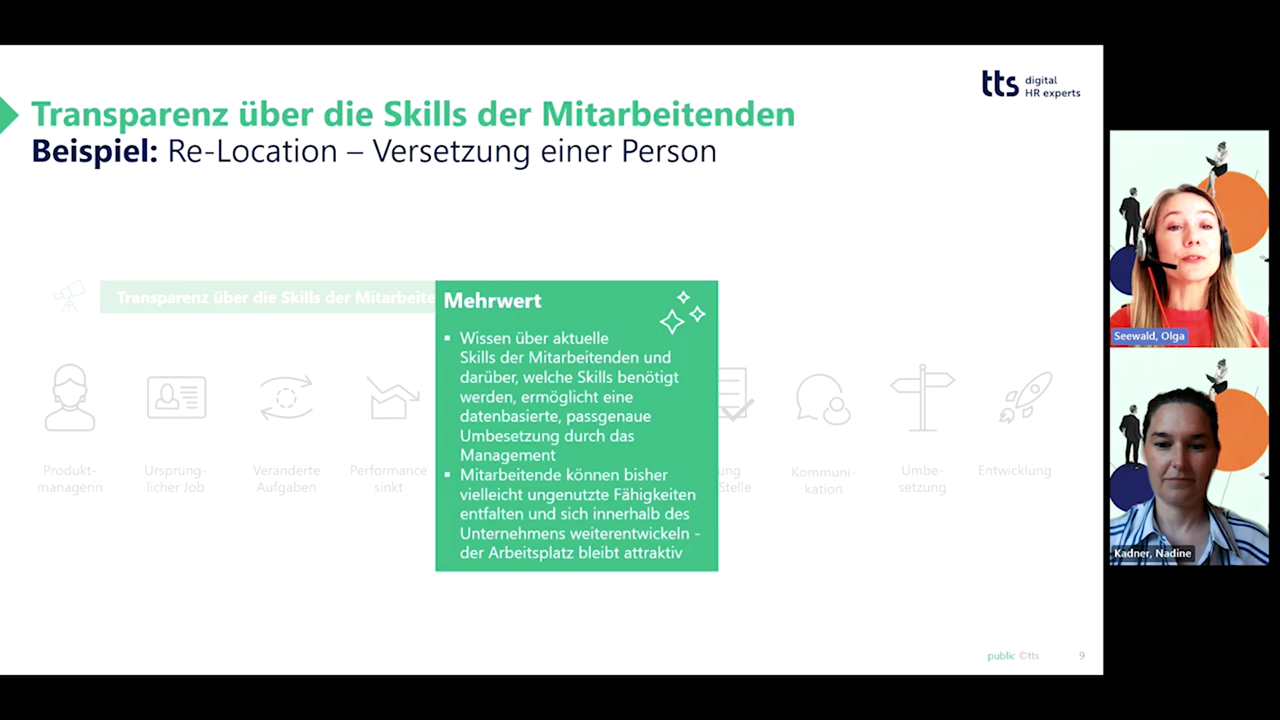 tts digital
HR experts
Transparenz über die Skills der Mitarbeitenden
Beispiel: Re-Location – Versetzung einer Person
Transparenz über die Skills der Mitarbeite
Mehrwert
▪ Wissen über aktuelle
Skills der Mitarbeitenden und
darüber, welche Skills benötigt
werden, ermöglicht eine
datenbasierte, passgenaue
Umbesetzung durch das
Management
▪ Mitarbeitende können bisher
vielleicht ungenutzte Fähigkeiten
entfalten und sich innerhalb des
Unternehmens weiterentwickeln -
der Arbeitsplatz bleibt attraktiv
Produkt-
managerin
Ursprüng-
licher Job
Veränderte
Aufgaben
Performance
sinkt
ung
Stelle
Kommuni-
kation
Umbe-
setzung
Entwicklung
Seewald, Olga
Kadner, Nadine
public ©tts
9